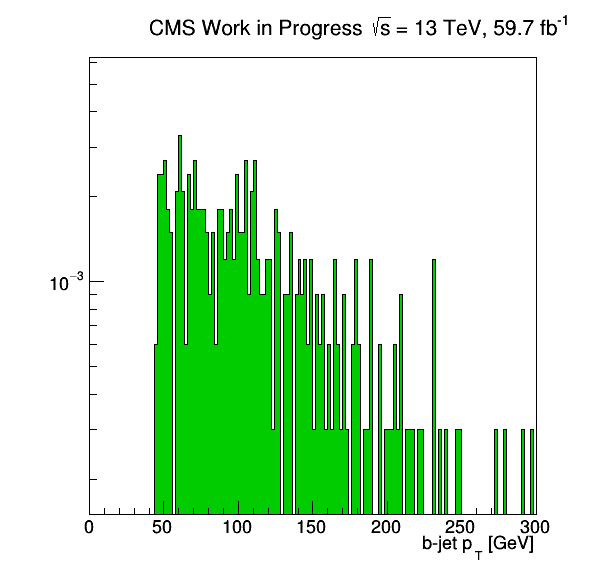 CMS Work in Progress √s = 13 TeV, 59.7 fb⁻¹
10⁻³
0 50 100 150 200 250 300
b-jet p_T [GeV]